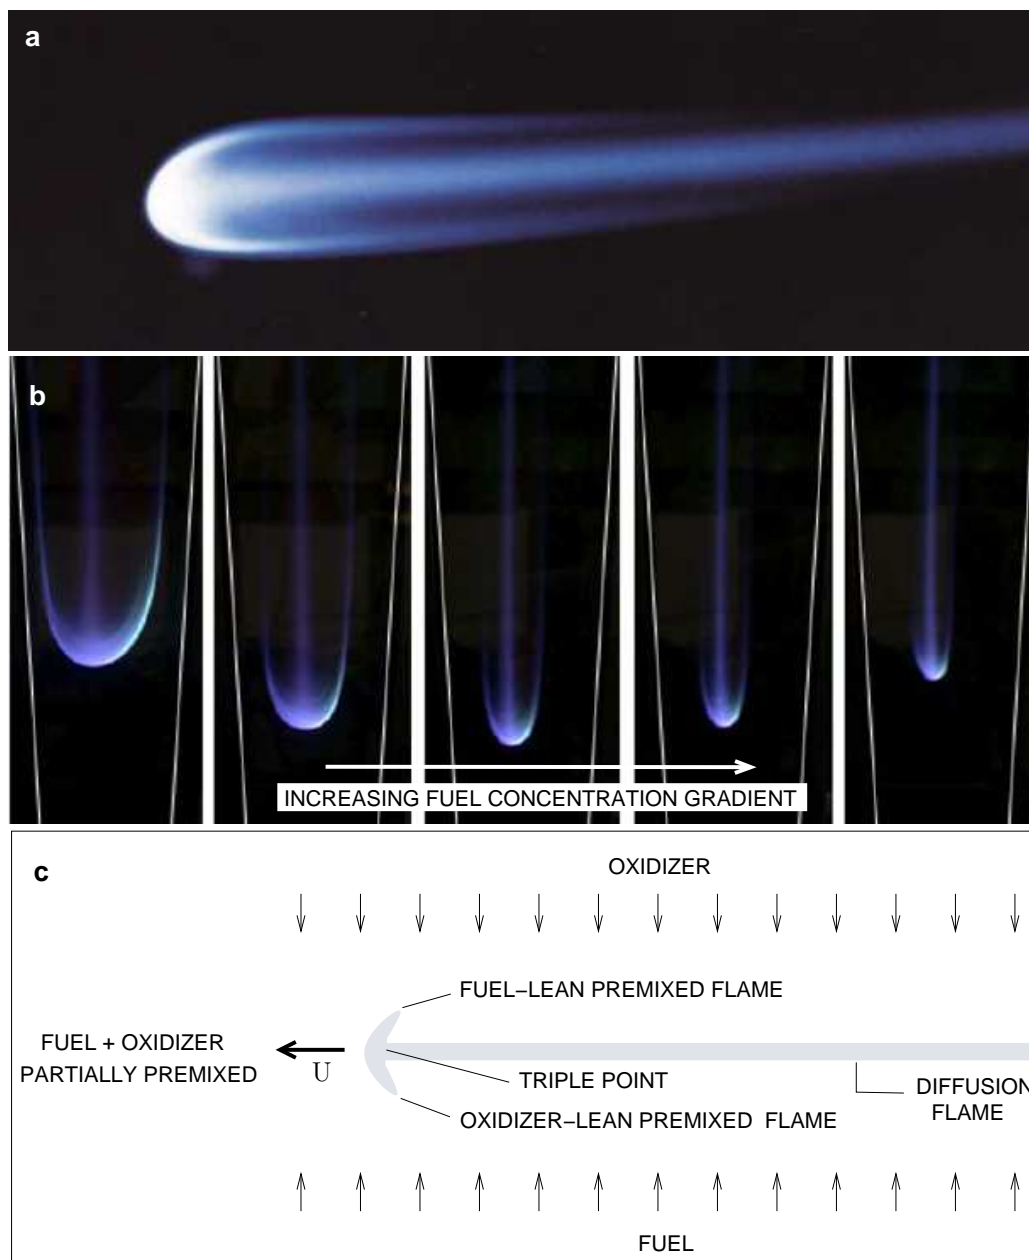 a
b
INCREASING FUEL CONCENTRATION GRADIENT
c
OXIDIZER
FUEL−LEAN PREMIXED FLAME
FUEL + OXIDIZER
PARTIALLY PREMIXED
U
TRIPLE POINT
DIFFUSION
FLAME
OXIDIZER−LEAN PREMIXED FLAME
FUEL